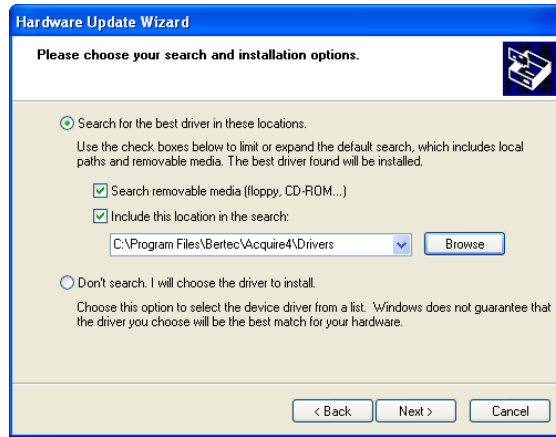 Hardware Update Wizard
Please choose your search and installation options.
Search for the best driver in these locations.
Use the check boxes below to limit or expand the default search, which includes local
paths and removable media. The best driver found will be installed.
Search removable media (floppy, CD-ROM...)
Include this location in the search:
C:\Program Files\Bertec\Acquire4\Drivers
Browse
Don't search. I will choose the driver to install.
Choose this option to select the device driver from a list. Windows does not guarantee that
the driver you choose will be the best match for your hardware.
< Back
Next >
Cancel